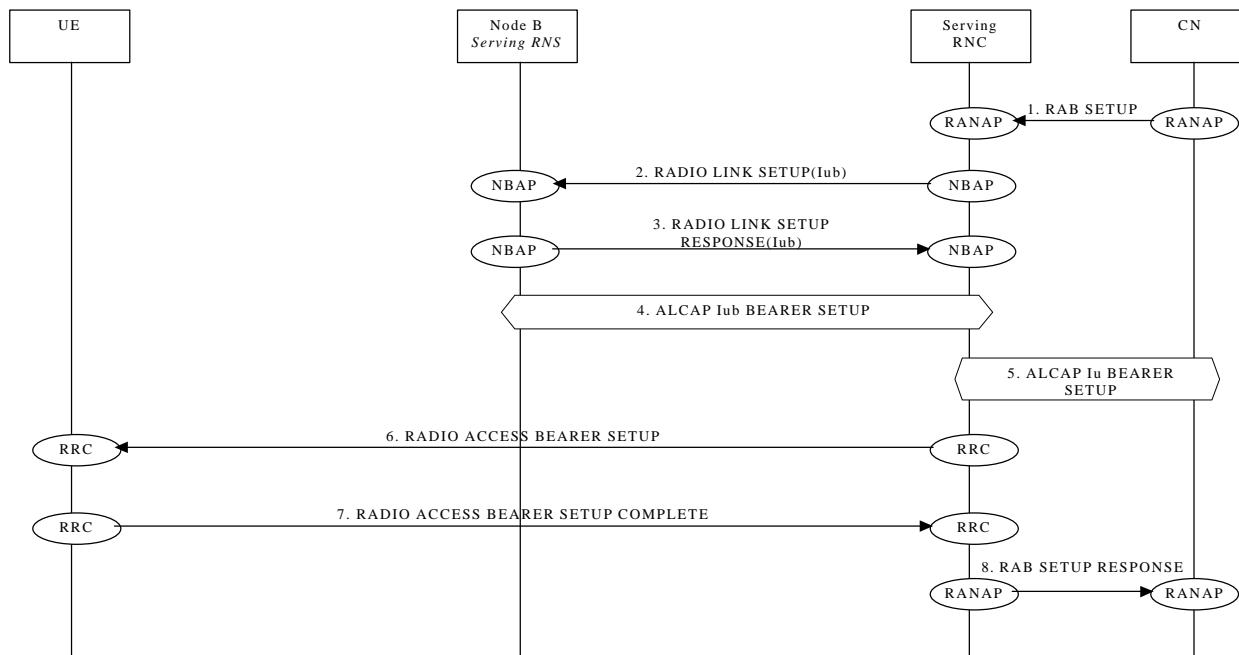 UE
Node B
Serving RNS
Serving
RNC
CN
1. RAB SETUP
RANAP
RANAP
2. RADIO LINK SETUP(Iub)
NBAP
NBAP
3. RADIO LINK SETUP
RESPONSE(Iub)
NBAP
NBAP
4. ALCAP Iub BEARER SETUP
5. ALCAP Iu BEARER
SETUP
6. RADIO ACCESS BEARER SETUP
RRC
RRC
7. RADIO ACCESS BEARER SETUP COMPLETE
RRC
RRC
8. RAB SETUP RESPONSE
RANAP
RANAP